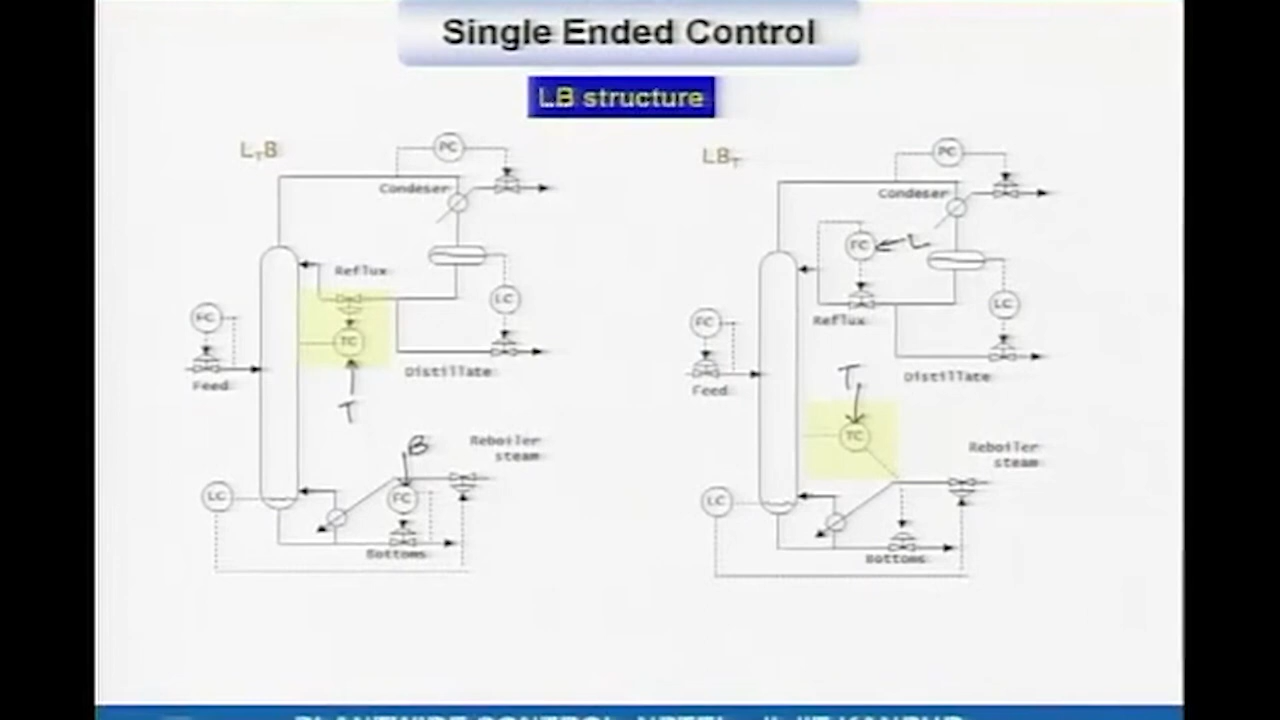 Single Ended Control
LB structure
LTB
PC
Condeser
Reflux
FC
LC
TC
Feed
Distillate
T
B
Reboiler
steam
LC
FC
Bottoms
LBT
PC
Condeser
FC
L
LC
Reflux
FC
T
Distillate
Feed
TC
Reboiler
steam
LC
Bottoms